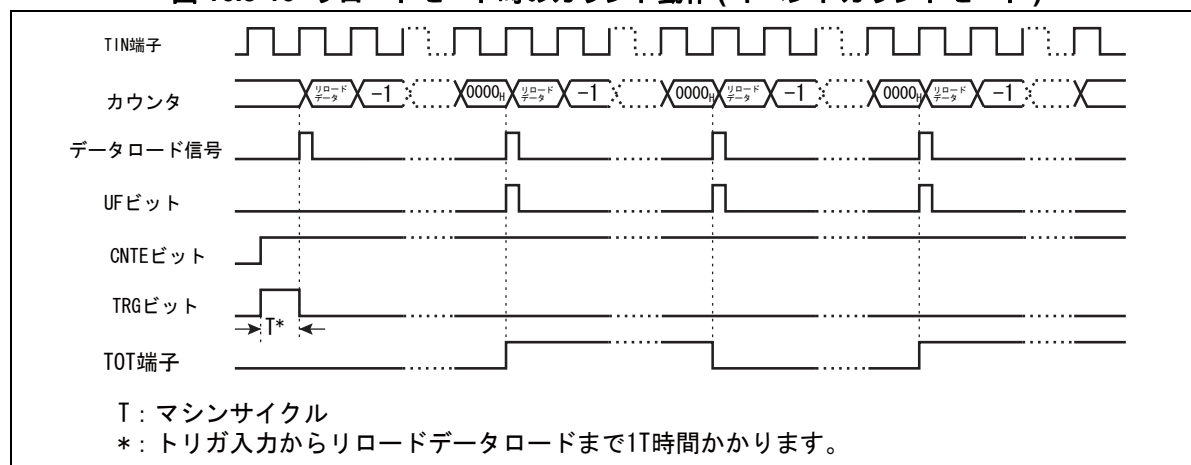 TIN端子
カウンタ リロードデータ -1 0000H リロードデータ -1 0000H リロードデータ -1 0000H リロードデータ -1
データロード信号
UFビット
CNTEビット
TRGビット
T*
TOT端子
T：マシンサイクル
*：トリガ入力からリロードデータロードまで1T時間かかります。